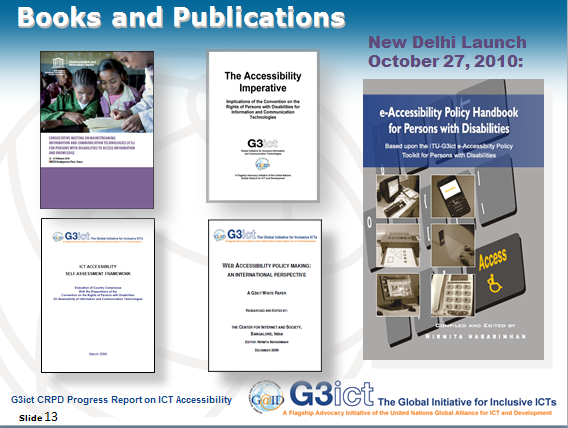 Books and Publications
New Delhi Launch
October 27, 2010:
CONSULTATIVE MEETING ON MAINSTREAMING
INFORMATION AND COMMUNICATION TECHNOLOGIES (ICTs)
FOR PERSONS WITH DISABILITIES TO ACCESS INFORMATION
AND KNOWLEDGE
The Accessibility
Imperative
Implications of the Convention on the
Rights of Persons with Disabilities for
Information and Communication
Technologies
G3ict
e-Accessibility Policy Handbook
for Persons with Disabilities
Based upon the ITU-G3ict e-Accessibility Policy
Toolkit for Persons with Disabilities
Access
COMPILED AND EDITED BY
NIRMITA NARASIMHAN
G3ict The Global Initiative for Inclusive ICTs
ICT ACCESSIBILITY
SELF-ASSESSMENT FRAMEWORK
Evaluation of Country Compliance
With the Dispositions of the
Convention on the Rights of Persons with Disabilities
On Accessibility of Information and Communication Technologies
March 2009
G3ict The Global Initiative for Inclusive ICTs
WEB ACCESSIBILITY POLICY MAKING:
AN INTERNATIONAL PERSPECTIVE
A G3ICT WHITE PAPER
RESEARCHED AND EDITED BY:
THE CENTER FOR INTERNET AND SOCIETY,
BANGALORE, INDIA
EDITOR: NIRMITA NARASIMHAN
DECEMBER 2009
G3ict CRPD Progress Report on ICT Accessibility
Slide 13
G@ID
G3ict The Global Initiative for Inclusive ICTs
A Flagship Advocacy Initiative of the United Nations Global Alliance for ICT and Development